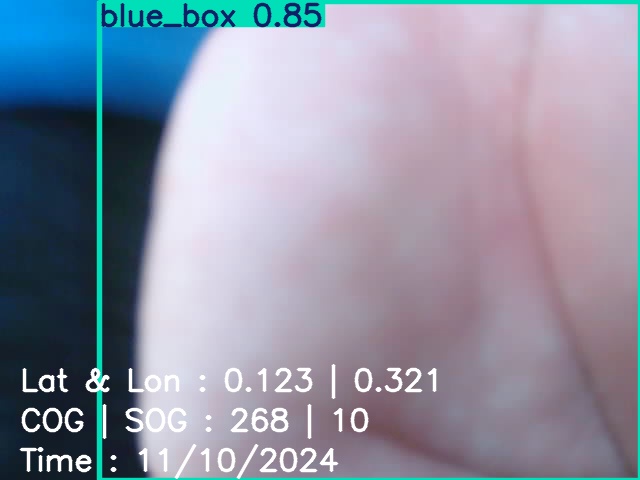 blue_box 0.85
Lat & Lon : 0.123 | 0.321
COG | SOG : 268 | 10
Time : 11/10/2024